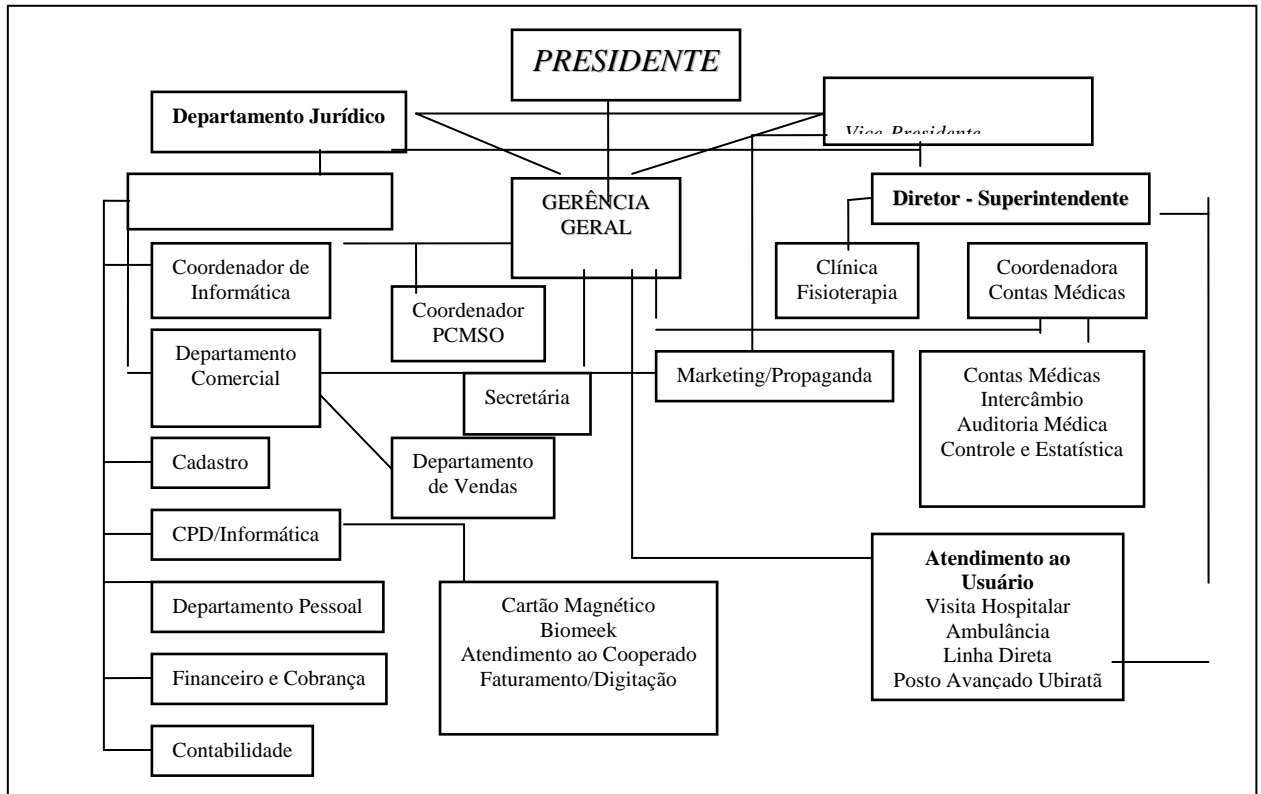 PRESIDENTE
Departamento Jurídico
Vice-Presidente
GERÊNCIA
GERAL
Diretor - Superintendente
Coordenador de
Informática
Coordenador
PCMSO
Clínica
Fisioterapia
Coordenadora
Contas Médicas
Departamento
Comercial
Secretária
Marketing/Propaganda
Contas Médicas
Intercâmbio
Auditoria Médica
Controle e Estatística
Cadastro
Departamento
de Vendas
CPD/Informática
Departamento Pessoal
Cartão Magnético
Biomeek
Atendimento ao Cooperado
Faturamento/Digitação
Atendimento ao
Usuário
Visita Hospitalar
Ambulância
Linha Direta
Posto Avançado Ubiratã
Financeiro e Cobrança
Contabilidade